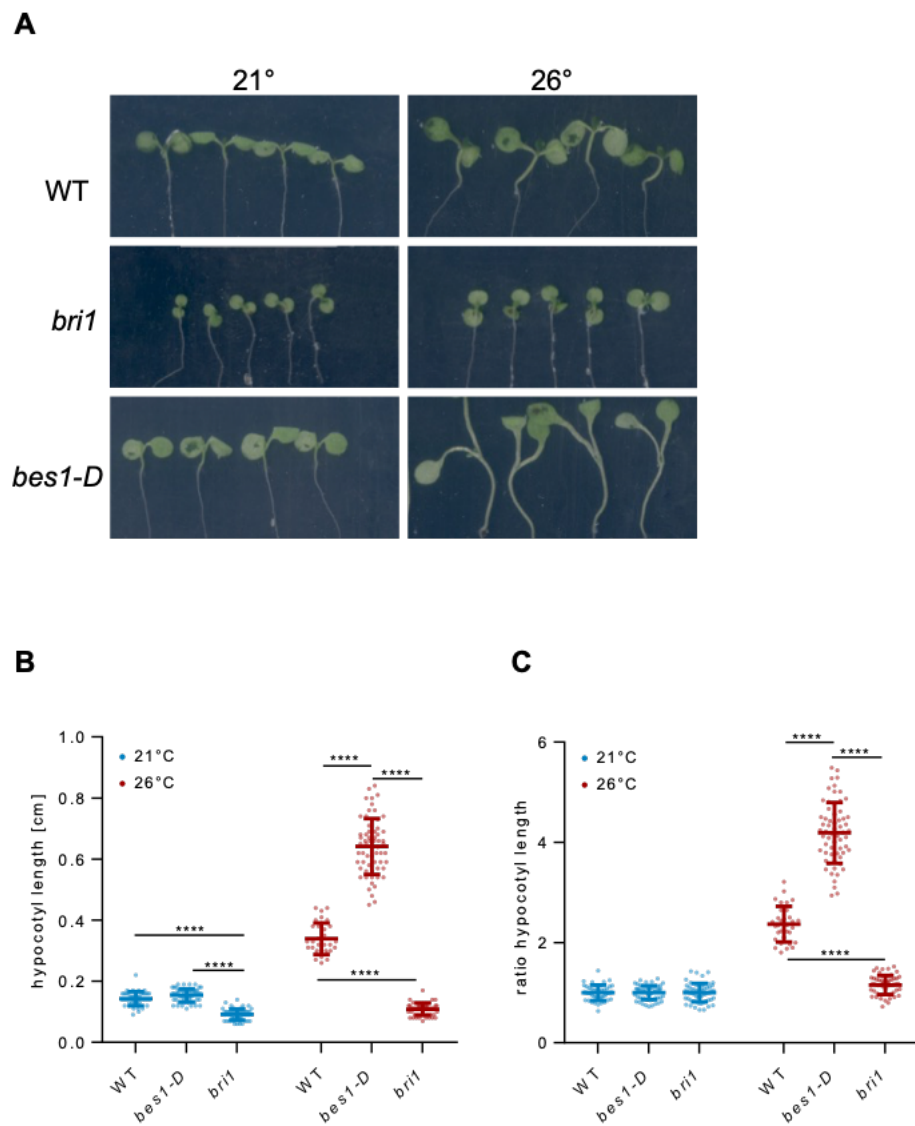 A
21° 26°
WT
bri1
bes1-D
B C
1.0
0.8
0.6
0.4
0.2
0.0
hypocotyl length [cm]
21°C
26°C
**** ****
**** ****
****
WT bes1-D bri1 WT bes1-D bri1
6
4
2
0
ratio hypocotyl length
21°C
26°C
****
****
****
WT bes1-D bri1 WT bes1-D bri1